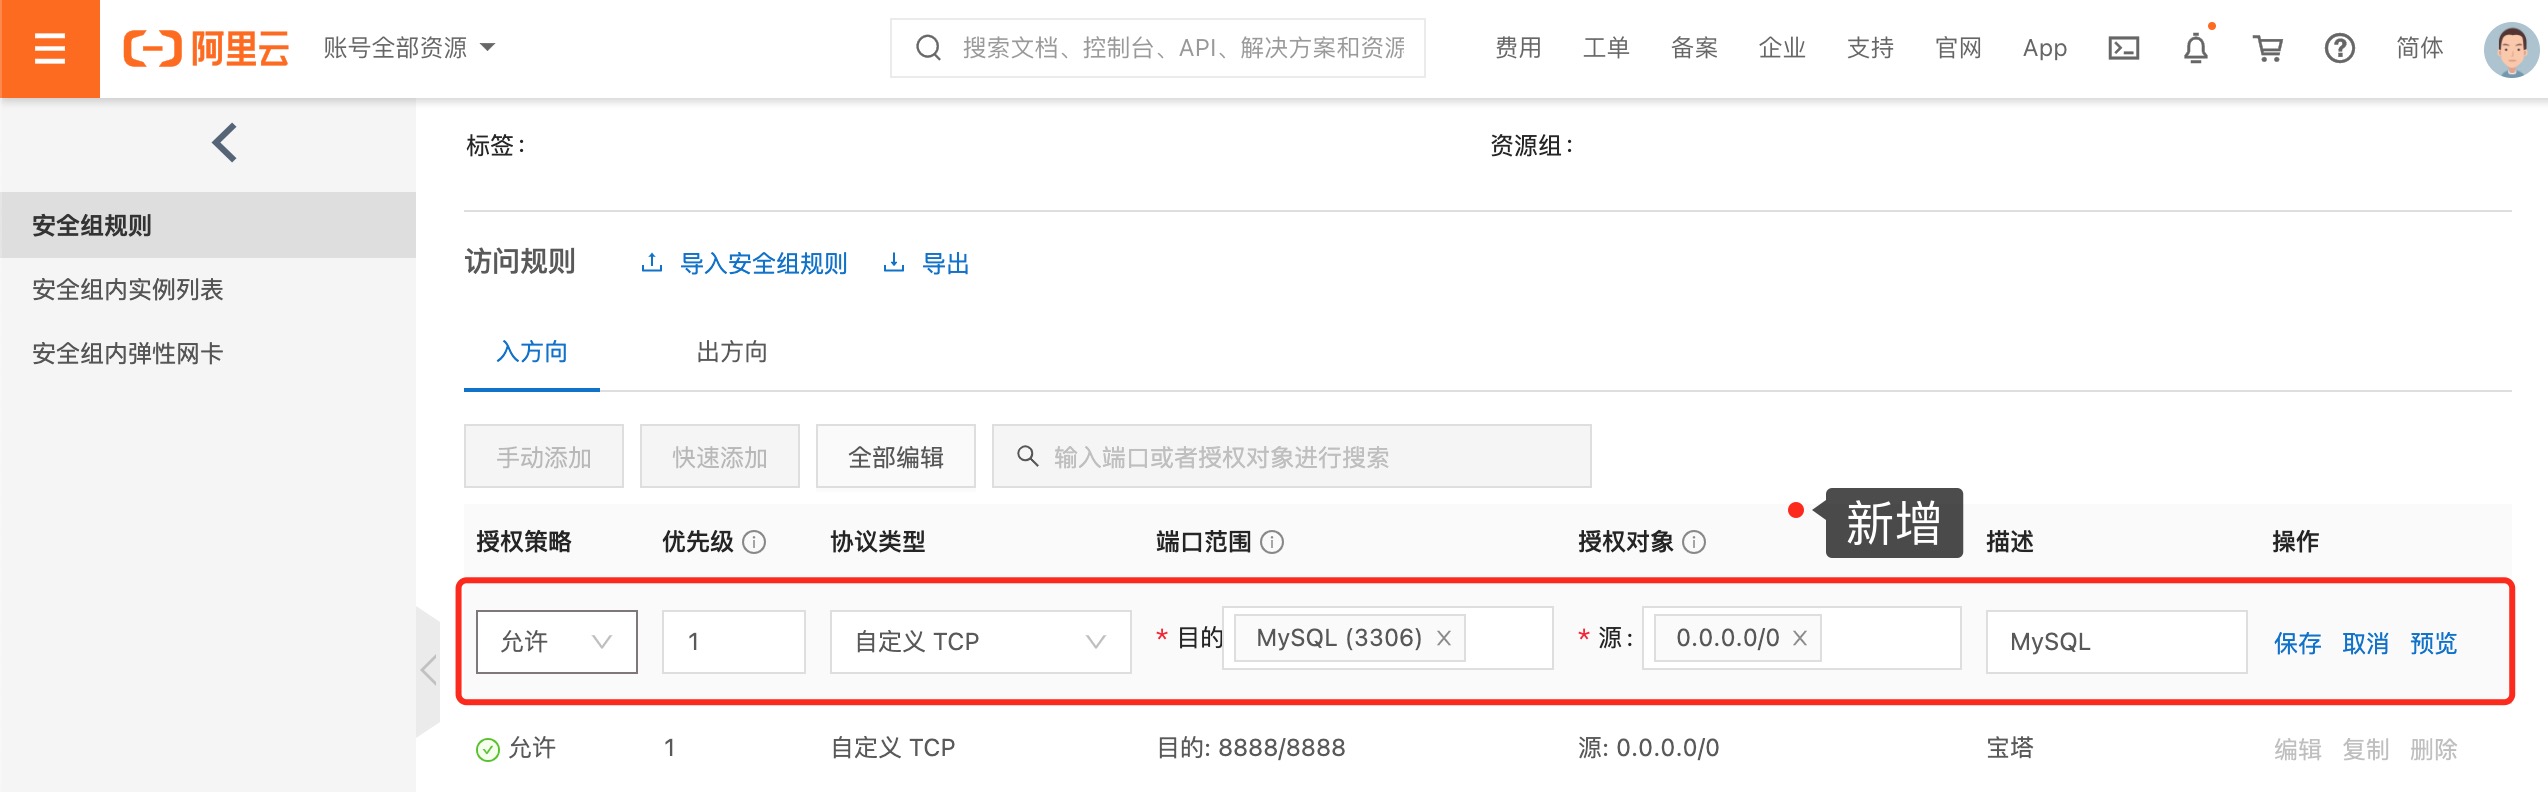 阿里云 账号全部资源 搜索文档、控制台、API、解决方案和资源 费用 工单 备案 企业 支持 官网 App 简体
标签： 资源组：
安全组规则
安全组内实例列表
安全组内弹性网卡
访问规则 导入安全组规则 导出
入方向 出方向
手动添加 快速添加 全部编辑 输入端口或者授权对象进行搜索
新增
授权策略 优先级 协议类型 端口范围 授权对象 描述 操作
允许 1 自定义 TCP * 目的 MySQL (3306) × * 源： 0.0.0.0/0 × MySQL 保存 取消 预览
允许 1 自定义 TCP 目的: 8888/8888 源: 0.0.0.0/0 宝塔 编辑 复制 删除